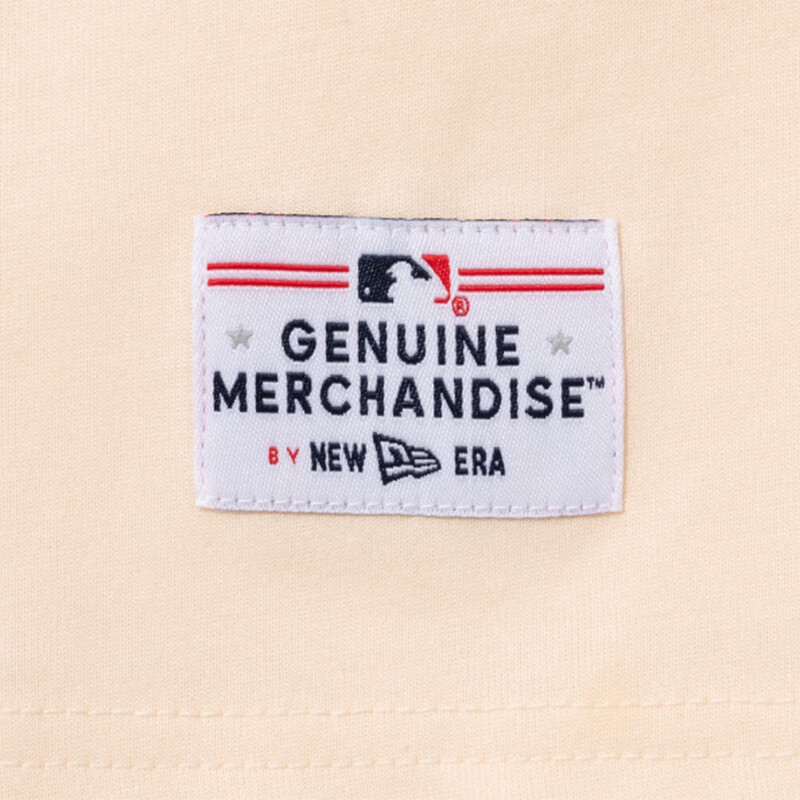 ®
GENUINE
MERCHANDISE™
BY NEW ERA